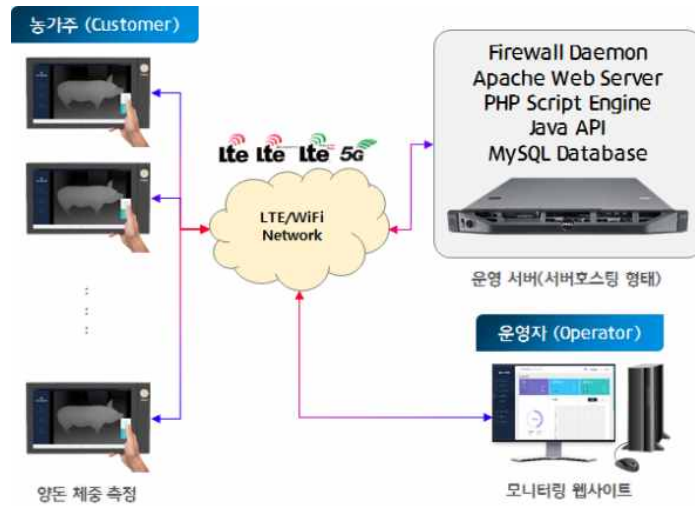 농가주 (Customer)
Firewall Daemon
Apache Web Server
PHP Script Engine
Java API
MySQL Database
lte lte lte 5G
LTE/WiFi
Network
운영 서버(서버호스팅 형태)
운영자 (Operator)
양돈 체중 측정
모니터링 웹사이트